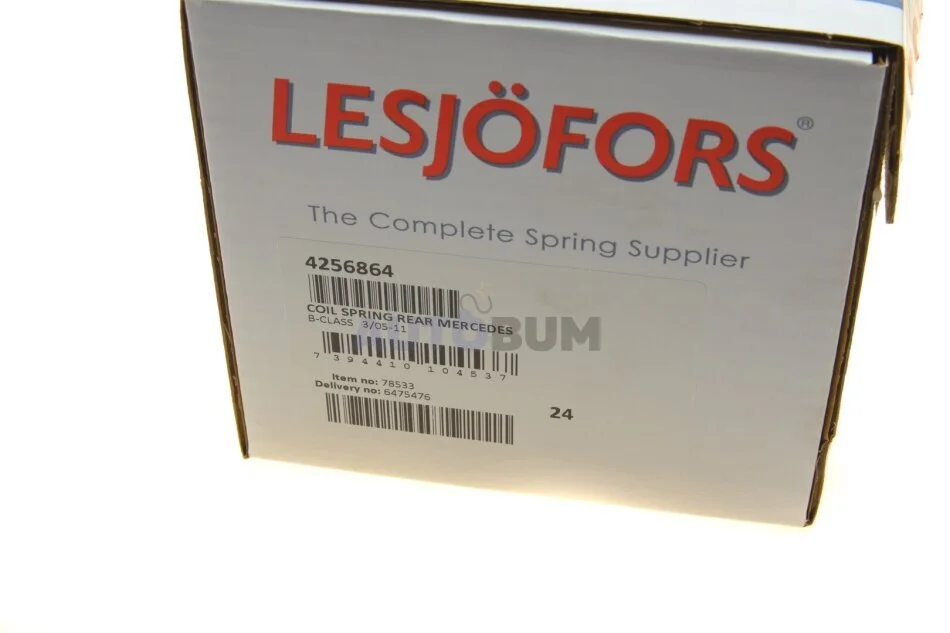 LESJÖFORS®
The Complete Spring Supplier
4256864
COIL SPRING REAR MERCEDES
B-CLASS 3/05-11
AUTOBUM
7 394410 104537
Item no: 78533
Delivery no: 6475476
24